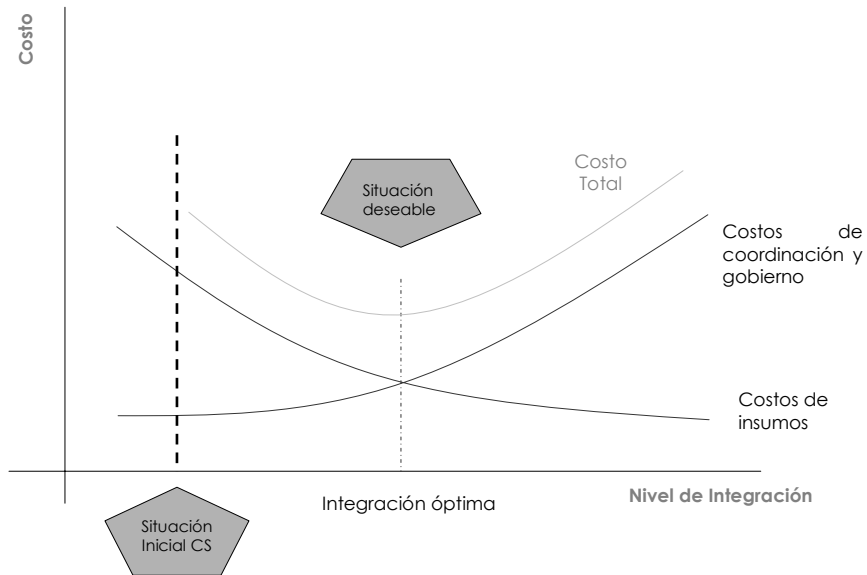 Costo
Situación
deseable
Costo
Total
Costos de
coordinación y
gobierno
Costos de
insumos
Integración óptima
Nivel de Integración
Situación
Inicial CS